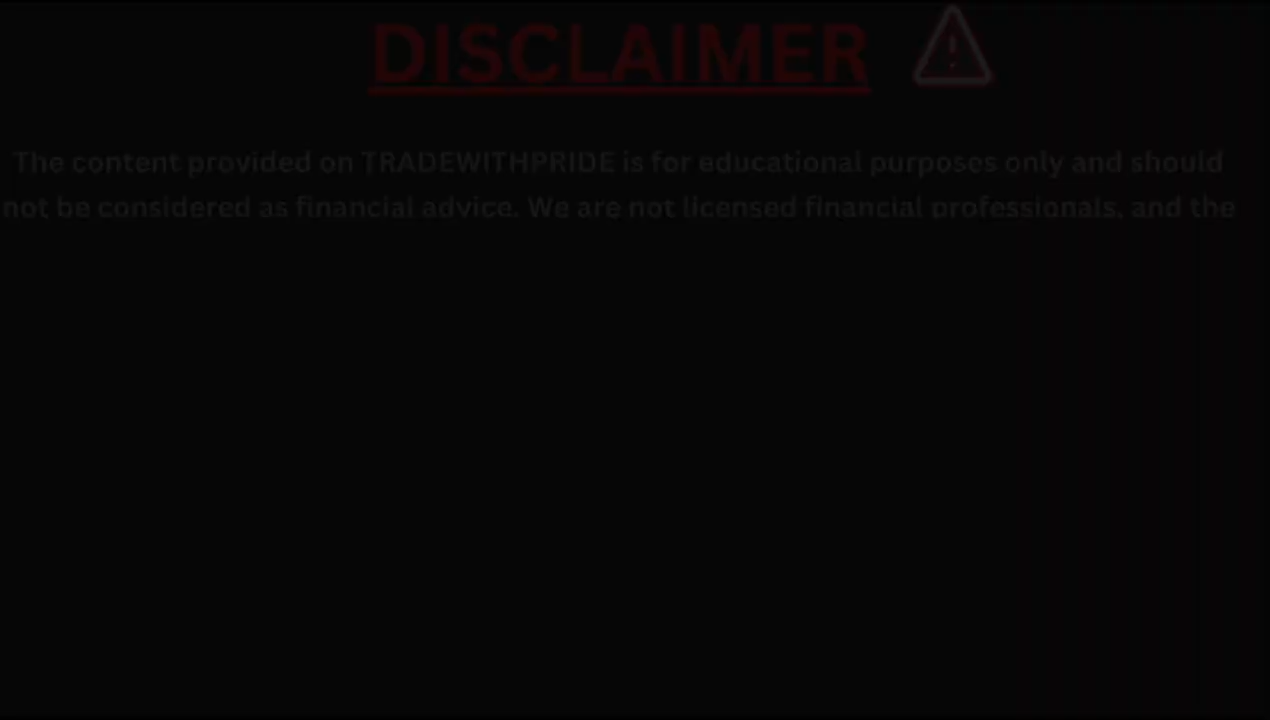 DISCLAIMER
The content provided on TRADEWITHPRIDE is for educational purposes only and should
not be considered as financial advice. We are not licensed financial professionals, and the